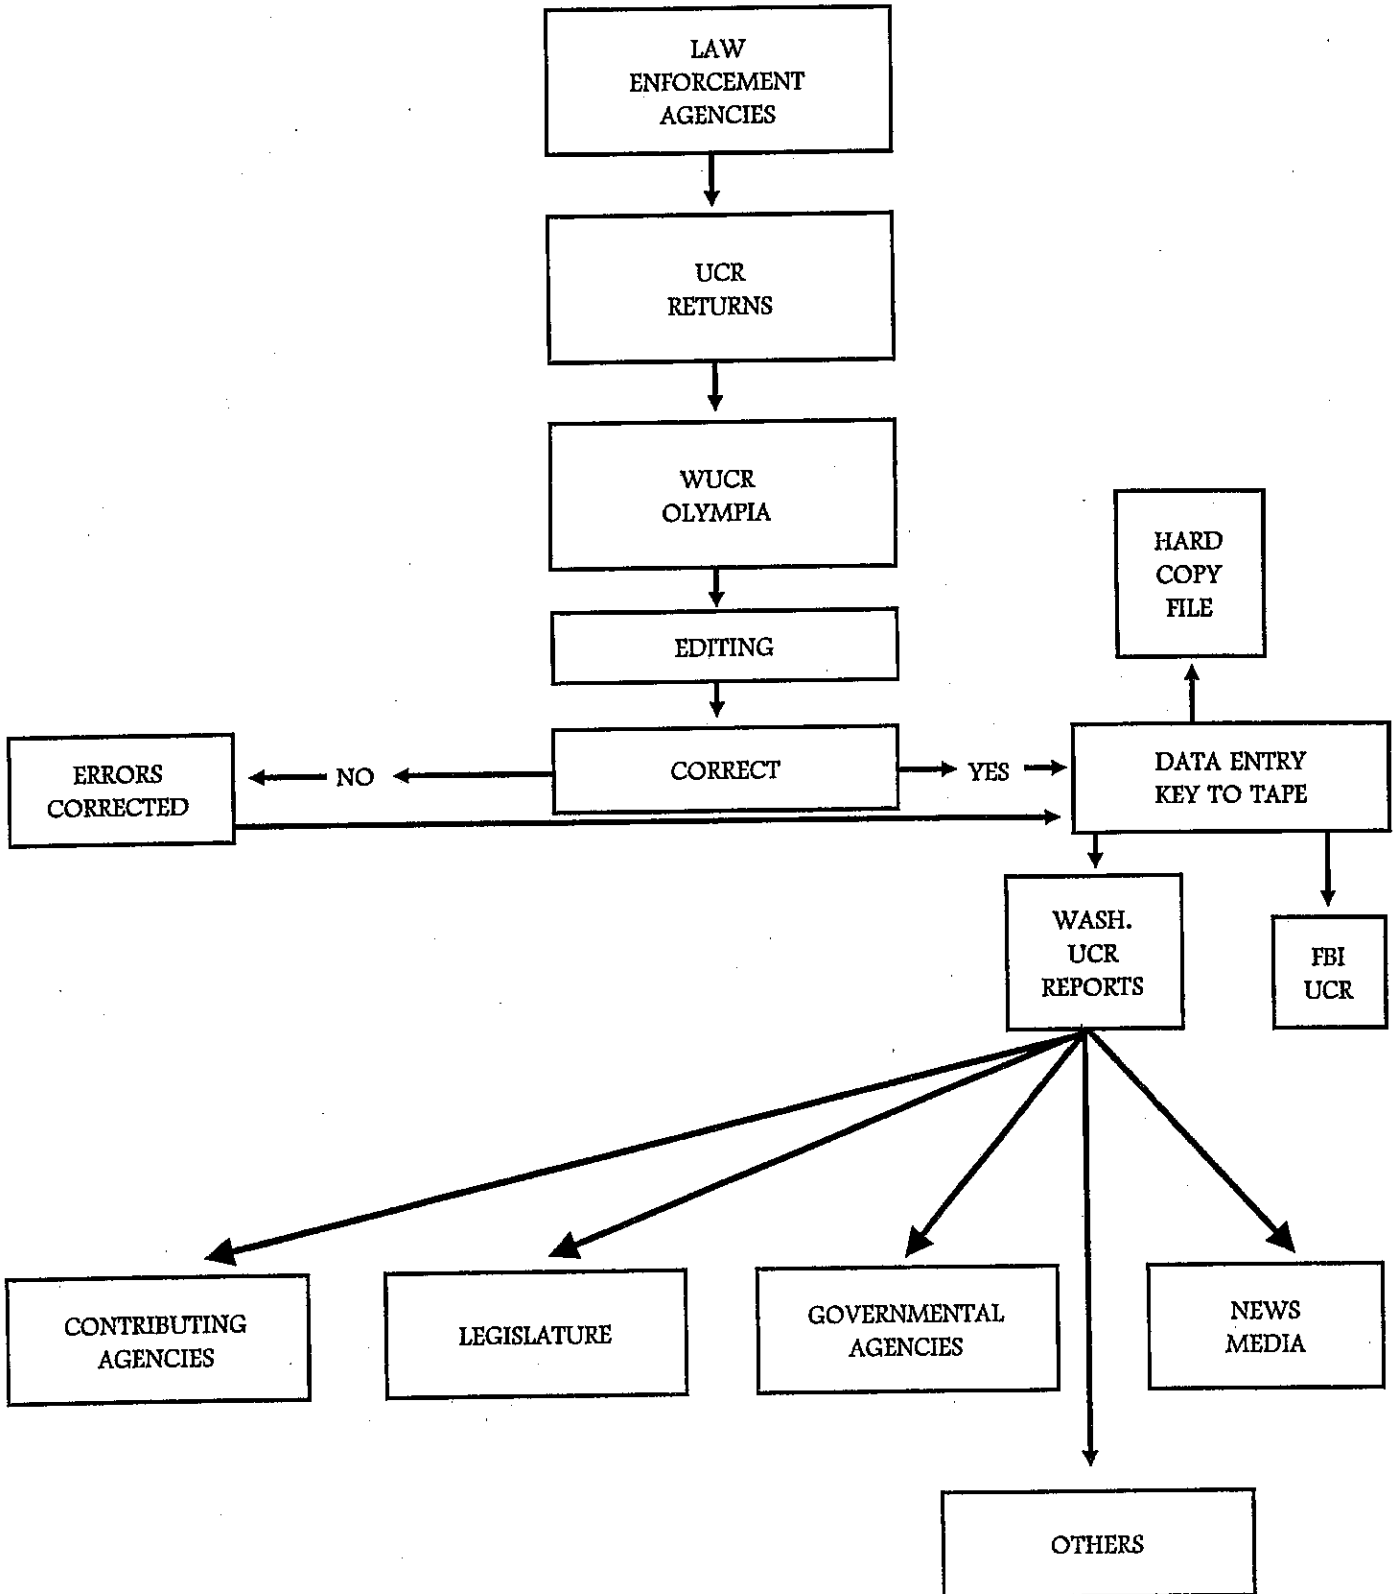 LAW
ENFORCEMENT
AGENCIES
UCR
RETURNS
WUCR
OLYMPIA
HARD
COPY
FILE
EDITING
ERRORS
CORRECTED
NO
CORRECT
YES
DATA ENTRY
KEY TO TAPE
WASH.
UCR
REPORTS
FBI
UCR
CONTRIBUTING
AGENCIES
LEGISLATURE
GOVERNMENTAL
AGENCIES
NEWS
MEDIA
OTHERS